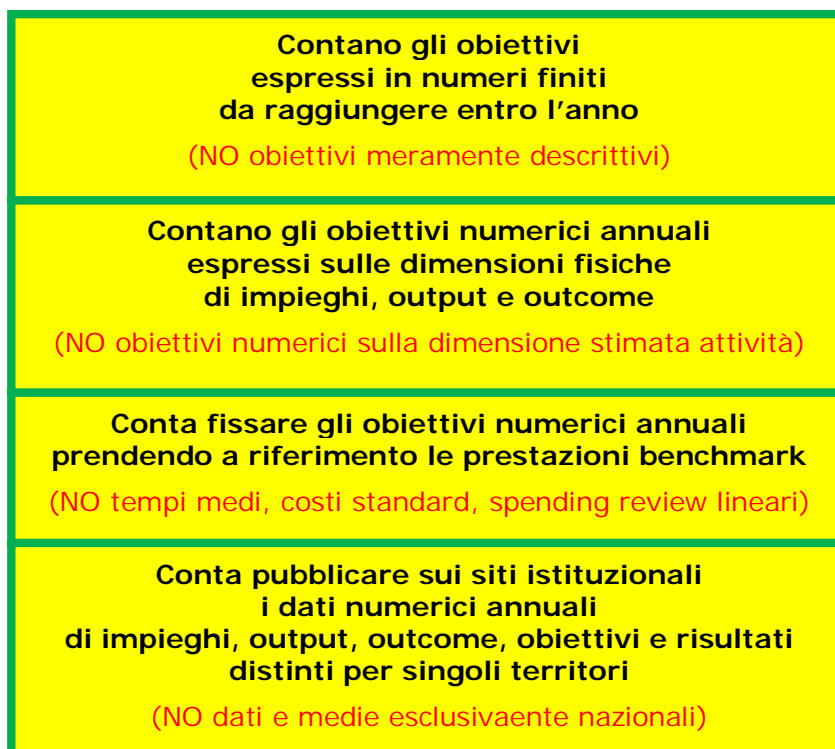 Contano gli obiettivi
espressi in numeri finiti
da raggiungere entro l'anno
(NO obiettivi meramente descrittivi)
Contano gli obiettivi numerici annuali
espressi sulle dimensioni fisiche
di impieghi, output e outcome
(NO obiettivi numerici sulla dimensione stimata attività)
Conta fissare gli obiettivi numerici annuali
prendendo a riferimento le prestazioni benchmark
(NO tempi medi, costi standard, spending review lineari)
Conta pubblicare sui siti istituzionali
i dati numerici annuali
di impieghi, output, outcome, obiettivi e risultati
distinti per singoli territori
(NO dati e medie esclusivaente nazionali)